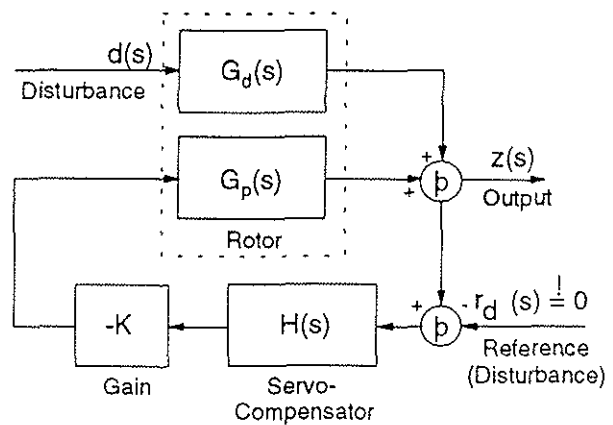 d(s)
Disturbance
G_d(s)
G_p(s)
Rotor
+
+
z(s)
Output
+
- r_d (s) ≟ 0
Reference
(Disturbance)
-K
Gain
H(s)
Servo-
Compensator